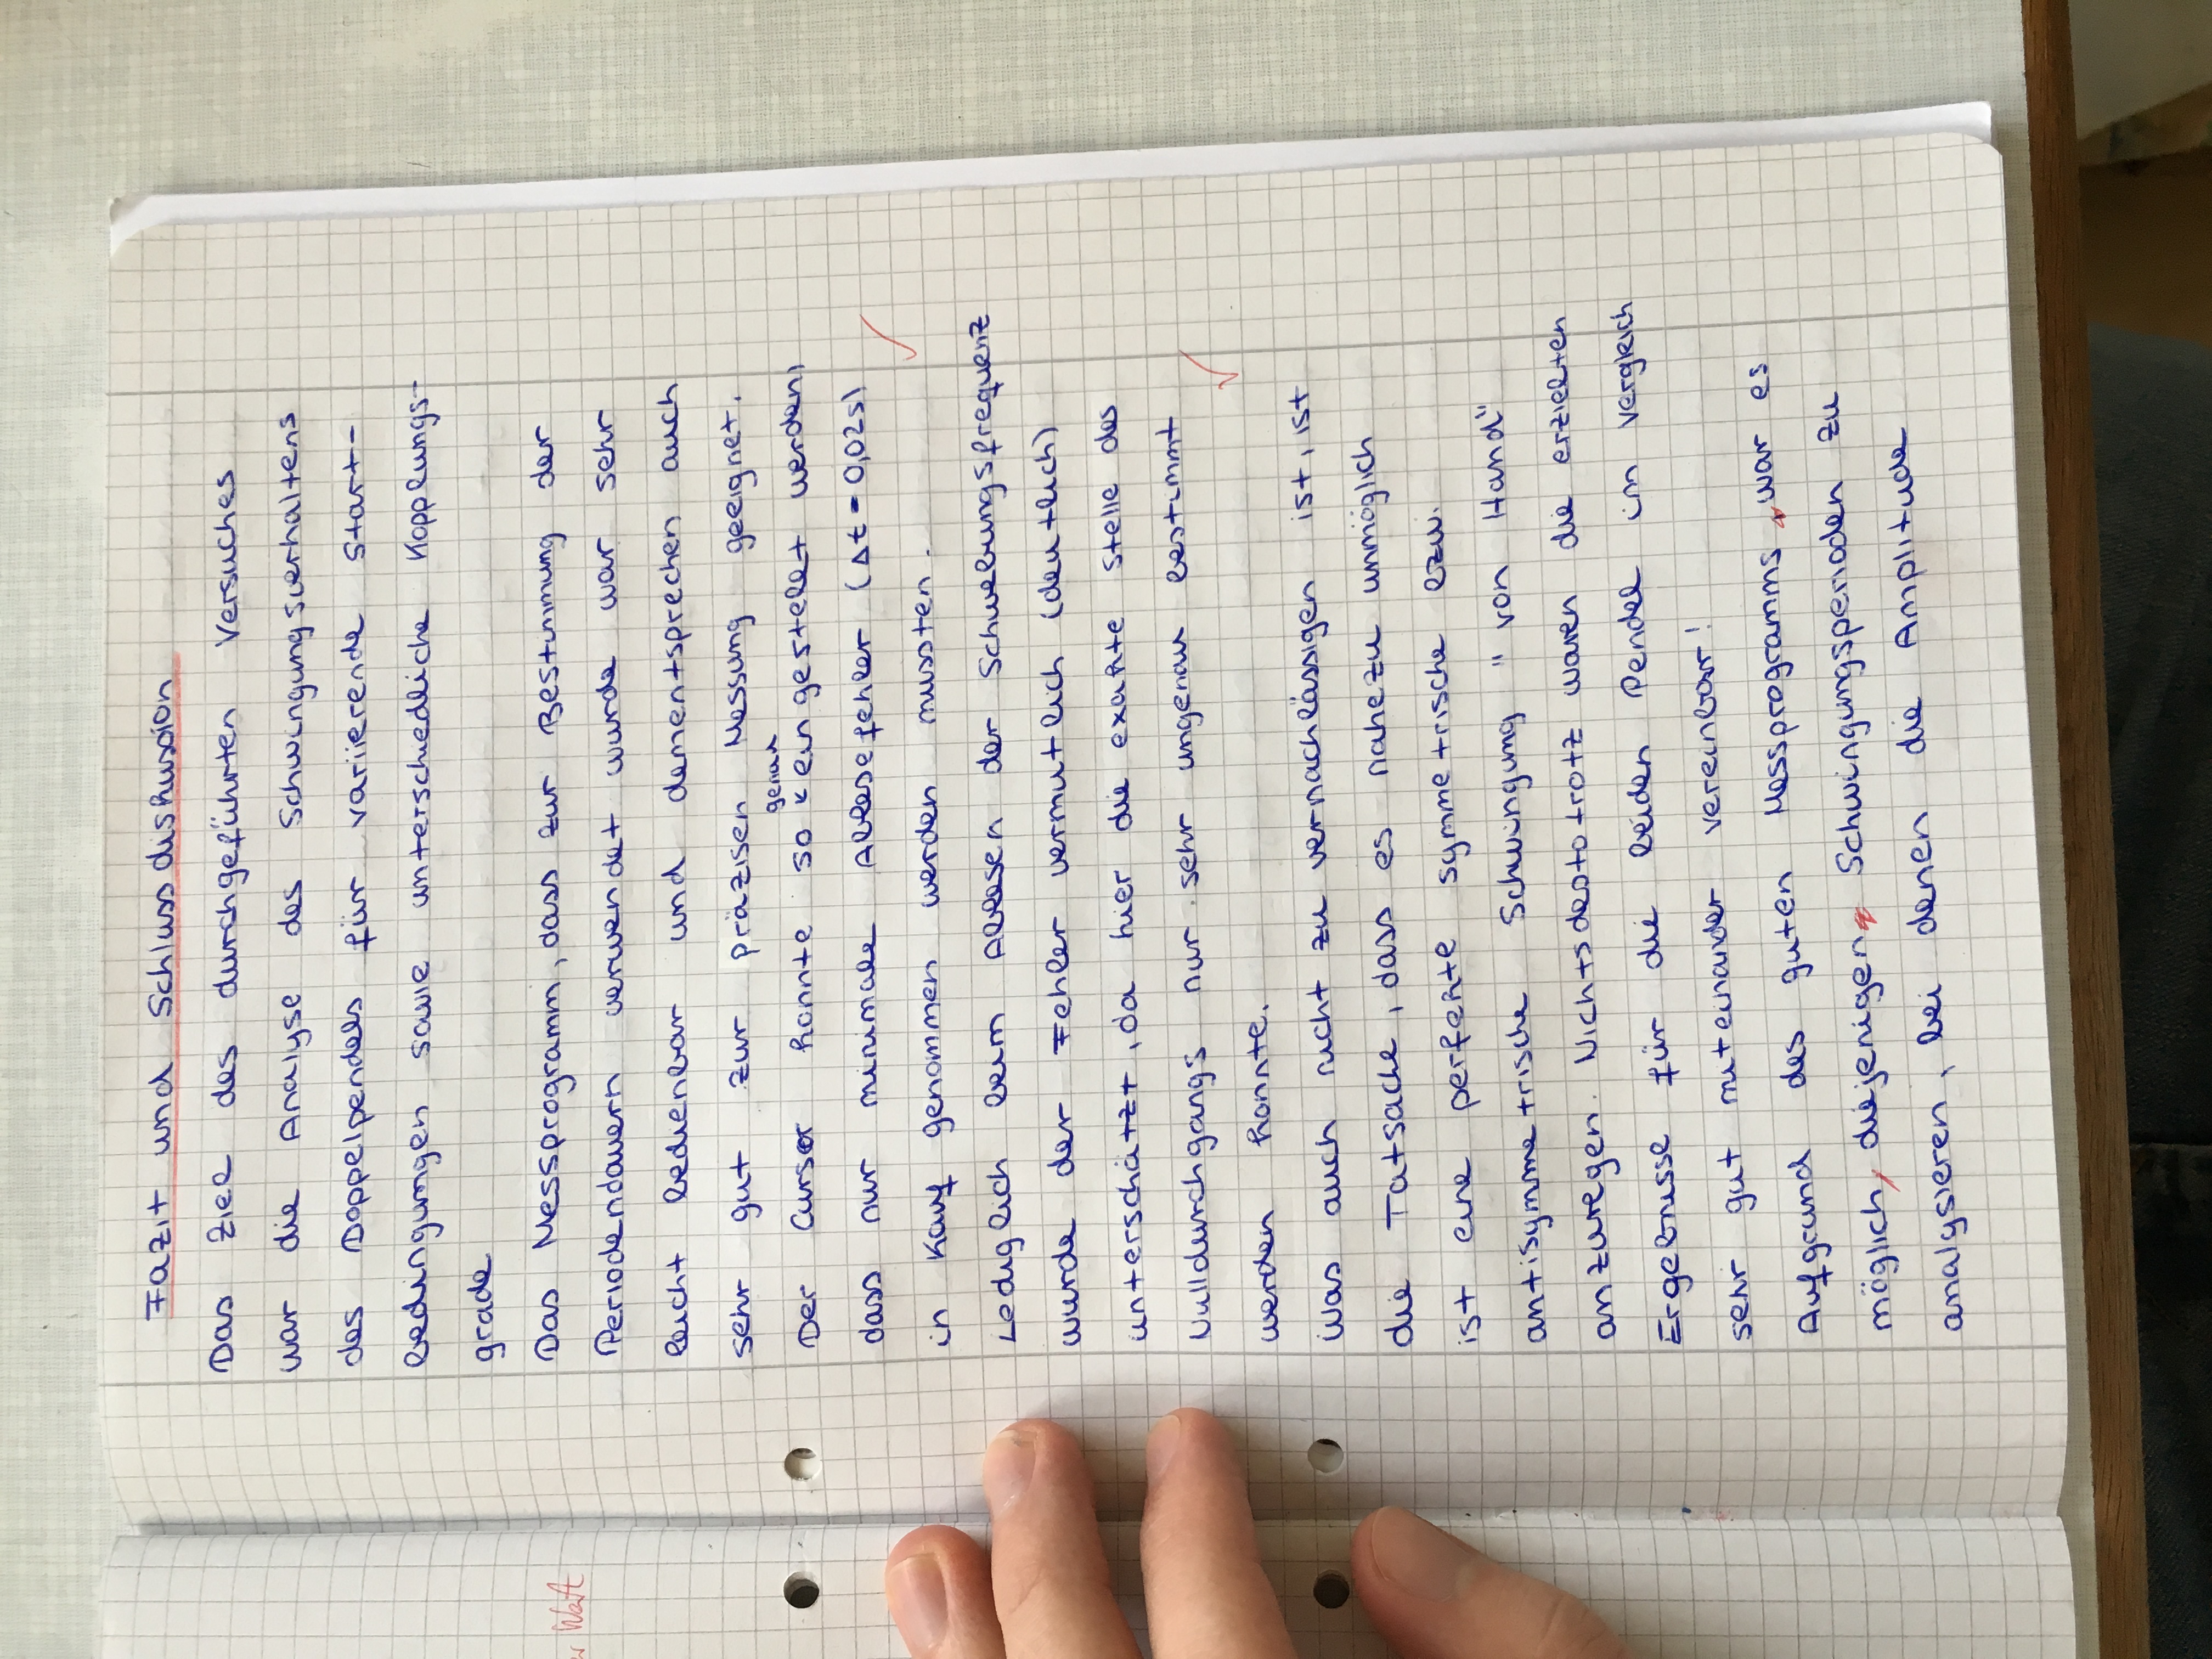 Fazit und Schlussdiskussion
Das Ziel des durchgeführten Versuches
war die Analyse des Schwingungsverhaltens
des Doppelpendels für variierende Start-
bedingungen sowie unterschiedliche Kopplungs-
grade
Das Messprogramm, dass zur Bestimmung der
Periodendauern verwendet wurde war sehr
leicht bedienbar und dementsprechen auch
sehr gut zur präzisen Messung geeignet.
Der Cursor konnte so genau eingestellt werden,
dass nur minimale Ablesefehler (Δt = 0,02s)
in Kauf genommen werden mussten.
Lediglich beim Ablesen der Schwebungsfrequenz
wurde der Fehler vermutlich (deutlich)
unterschätzt, da hier die exakte Stelle des
Nulldurchgangs nur sehr ungenau bestimmt
werden konnte.
Was auch nicht zu vernachlässigen ist, ist
die Tatsache, dass es nahezu unmöglich
ist eine perfekte symmetrische bzw.
antisymmetrische Schwingung "von Hand"
anzuregen. Nichtsdestotrotz waren die erzielten
Ergebnisse für die beiden Pendel im Vergleich
sehr gut miteinander vereinbar!
Aufgrund des guten Messprogramms war es
möglich, diejenigen Schwingungsperioden zu
analysieren, bei denen die Amplitude